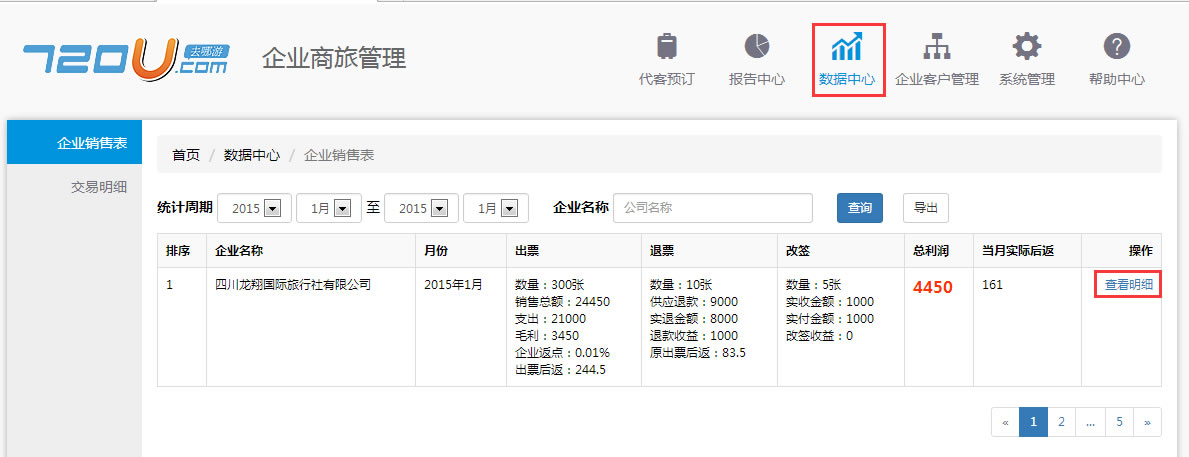 720U.com 去哪游 企业商旅管理
代客预订 报告中心 数据中心 企业客户管理 系统管理 帮助中心
企业销售表
交易明细
首页 / 数据中心 / 企业销售表
统计周期 2015 1月 至 2015 1月 企业名称 公司名称 查询 导出
排序 企业名称 月份 出票 退票 改签 总利润 当月实际后返 操作
1 四川龙翔国际旅行社有限公司 2015年1月 数量：300张 数量：10张 数量：5张 4450 161 查看明细
销售总额：24450 供应退款：9000 实收金额：1000
支出：21000 实退金额：8000 实付金额：1000
毛利：3450 退款收益：1000 改签收益：0
企业返点：0.01% 原出票后返：83.5
出票后返：244.5
« 1 2 ... 5 »